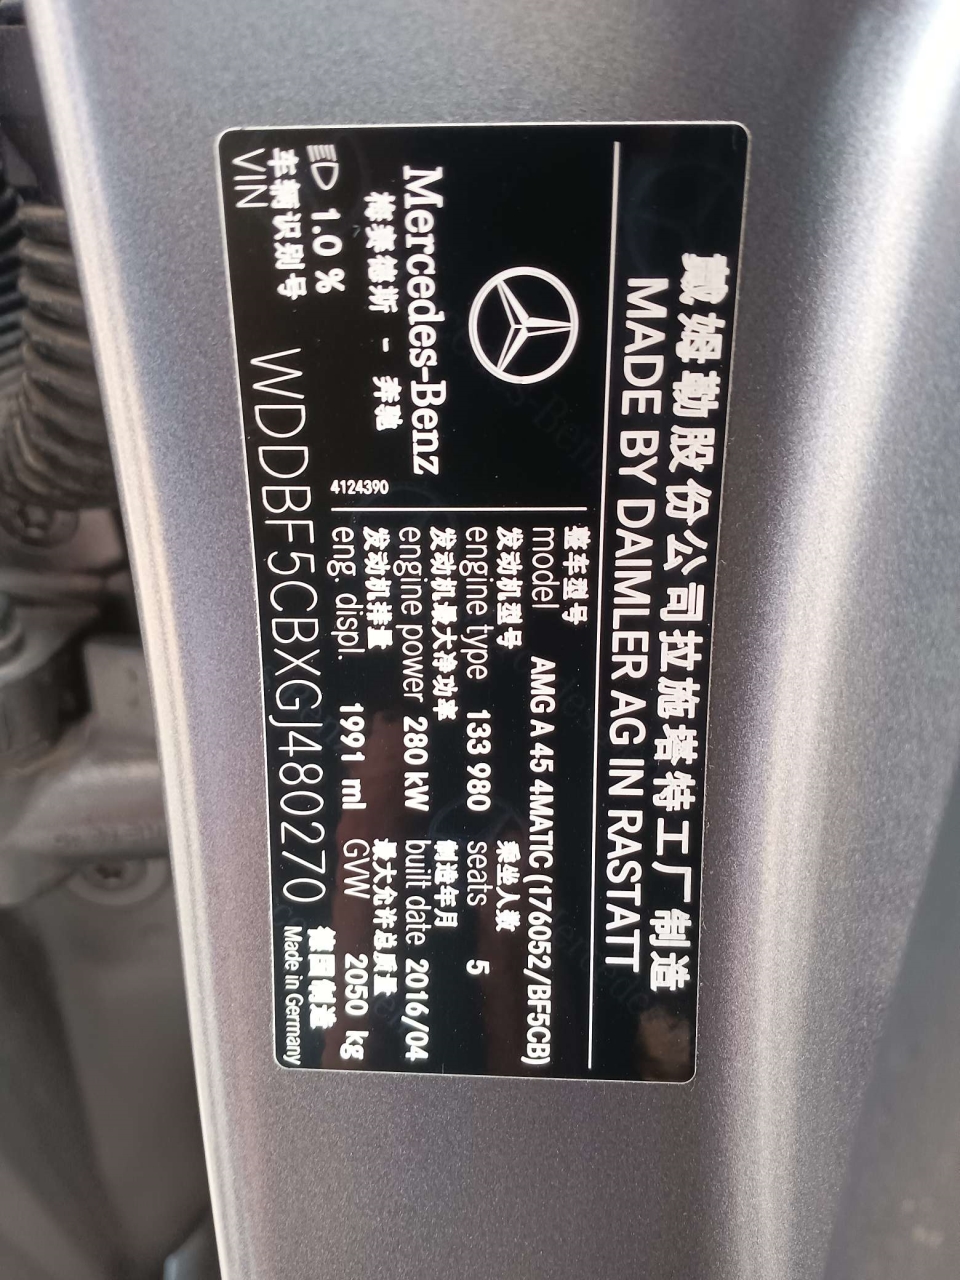 戴姆勒股份公司拉施塔特工厂制造
MADE BY DAIMLER AG IN RASTATT
Mercedes-Benz
梅赛德斯 - 奔驰
1.0 %
4124390
整车型号
model AMG A 45 4MATIC (176052/BF5CB)
发动机型号 乘坐人数
engine type 133 980 seats 5
发动机最大净功率 制造年月
engine power 280 kW built date 2016/04
发动机排量 最大允许总质量
eng. displ. 1991 ml GVW 2050 kg
车辆识别号 德国制造
VIN WDDBF5CBXGJ480270 Made in Germany